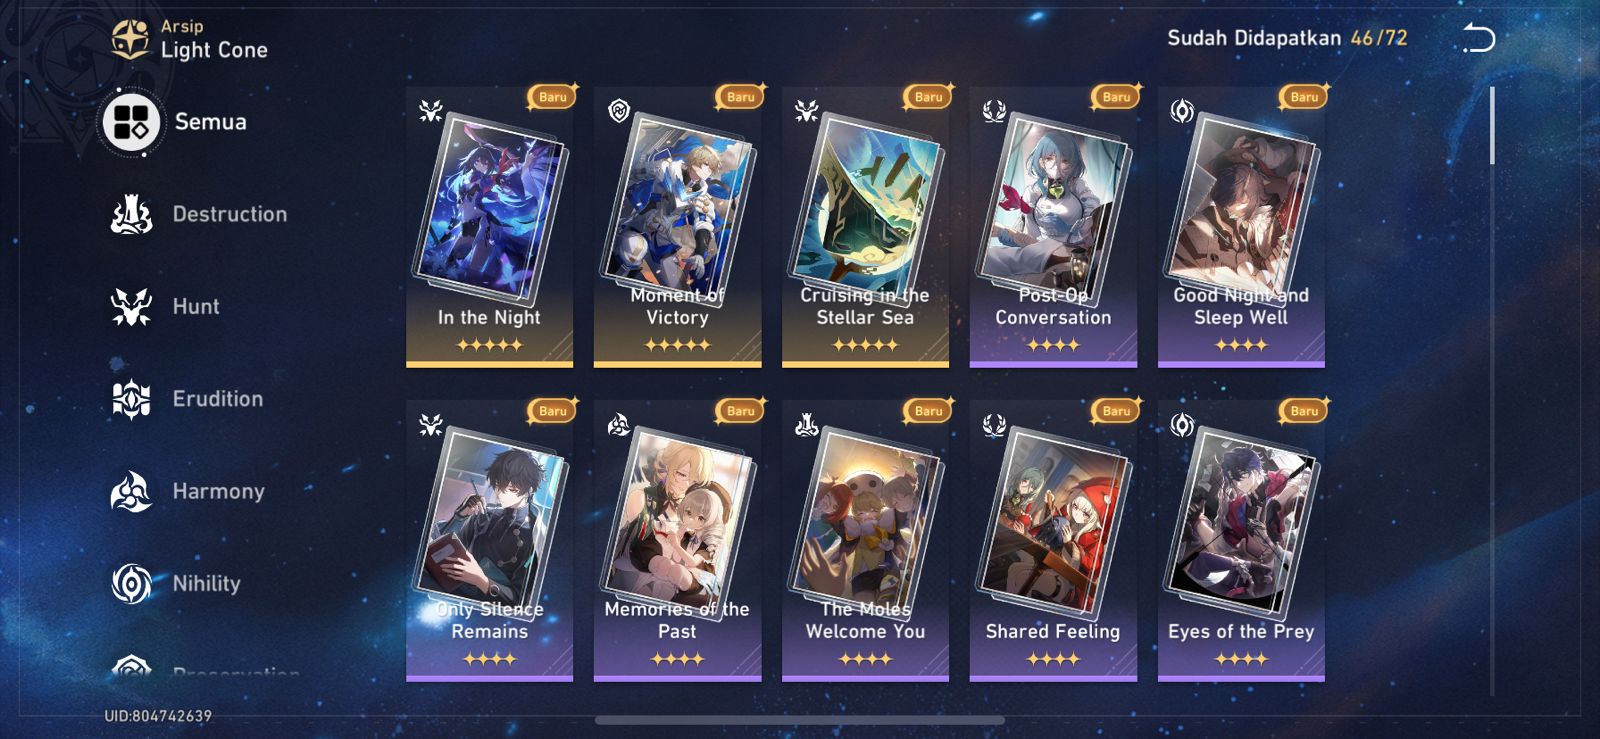 Arsip
Light Cone
Sudah Didapatkan 46/72
Semua
Destruction
Hunt
Erudition
Harmony
Nihility
Preservation
UID:804742639
Baru
In the Night
Baru
Moment of
Victory
Baru
Cruising in the
Stellar Sea
Baru
Post-Op
Conversation
Baru
Good Night and
Sleep Well
Baru
Only Silence
Remains
Baru
Memories of the
Past
Baru
The Moles
Welcome You
Baru
Shared Feeling
Baru
Eyes of the Prey